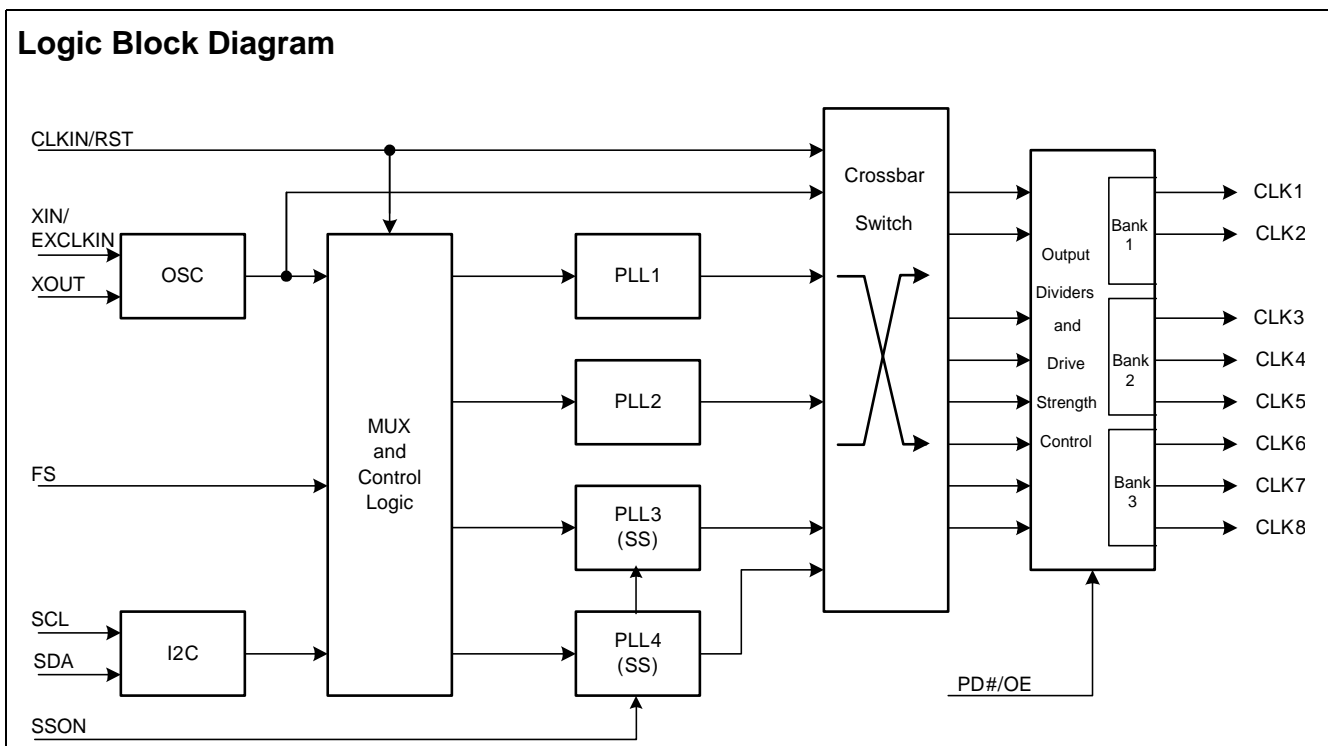 Logic Block Diagram
CLKIN/RST
XIN/
EXCLKIN
XOUT
OSC
FS
SCL
SDA
I2C
SSON
MUX
and
Control
Logic
PLL1
PLL2
PLL3
(SS)
PLL4
(SS)
Crossbar
Switch
Output
Dividers
and
Drive
Strength
Control
Bank
1
Bank
2
Bank
3
PD#/OE
CLK1
CLK2
CLK3
CLK4
CLK5
CLK6
CLK7
CLK8